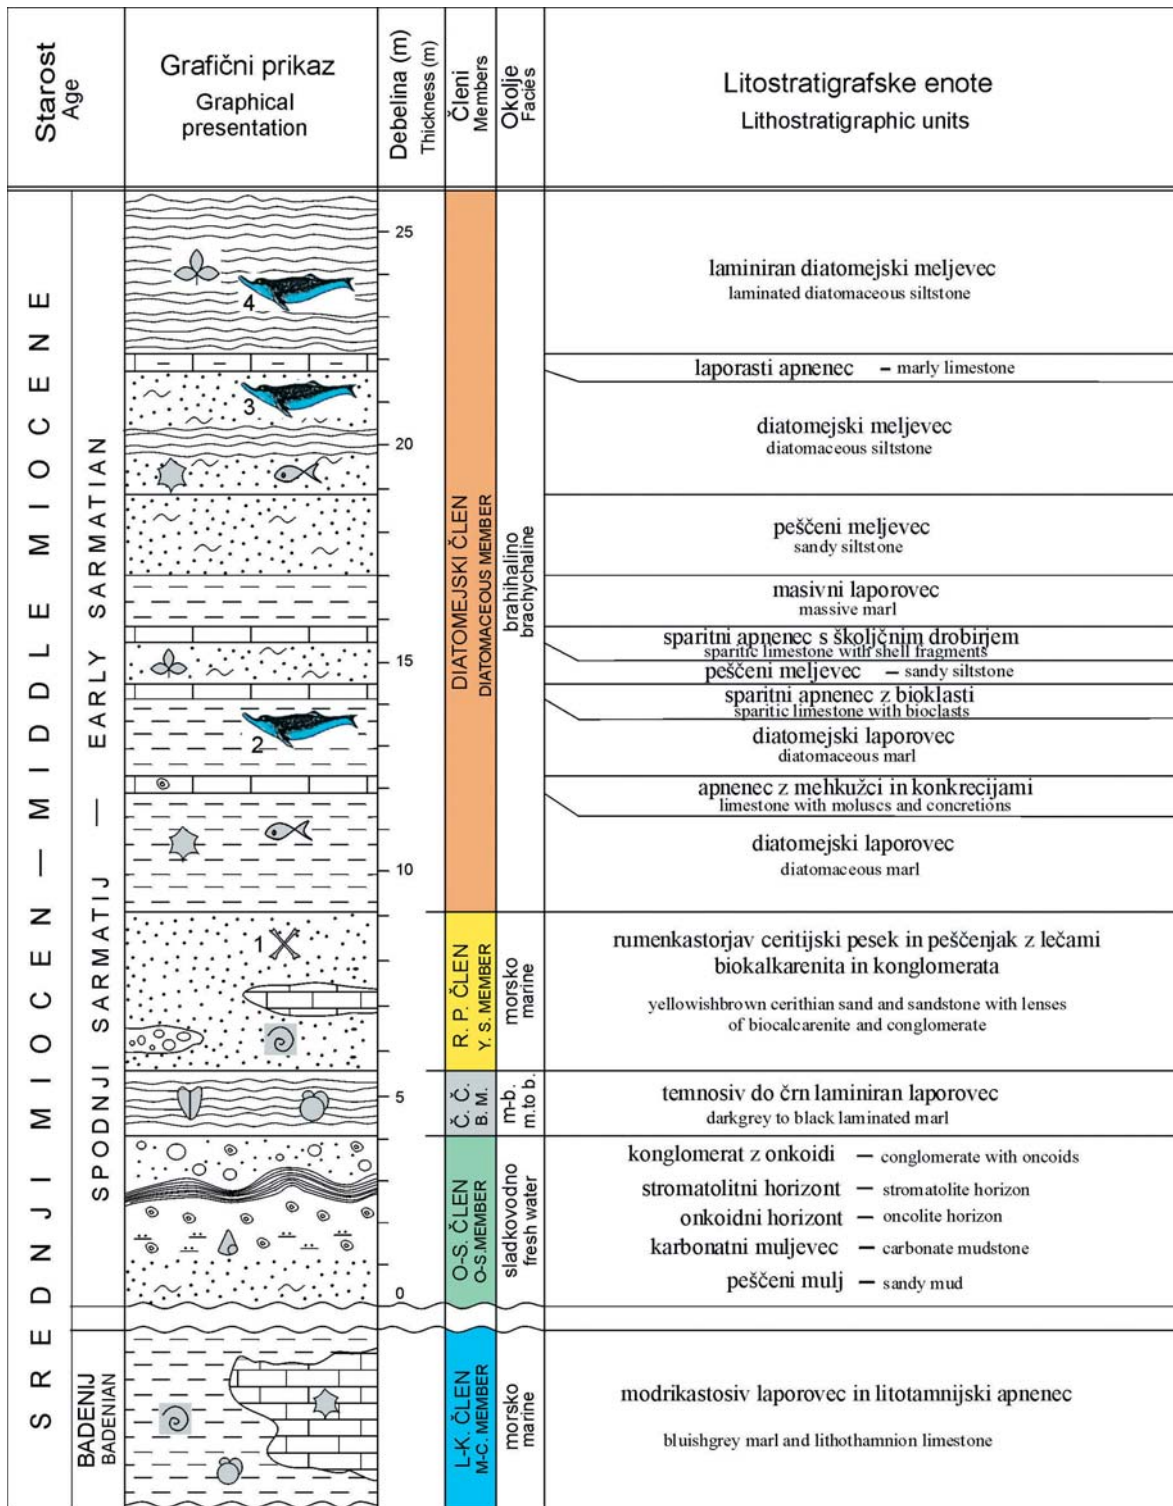 Starost
Age
Grafični prikaz
Graphical
presentation
Debelina (m)
Thickness (m)
Členi
Members
Okolje
Facies
Litostratigrafske enote
Lithostratigraphic units
SREDNJI MIOCEN — MIDDLE MIOCENE
SPODNJI SARMATIJ — EARLY SARMATIAN
BADENIJ
BADENIAN
25
20
15
10
5
0
4
3
2
1
DIATOMEJSKI ČLEN
DIATOMACEOUS MEMBER
R. P. ČLEN
Y. S. MEMBER
Č. Č.
B. M.
O-S. ČLEN
O-S.MEMBER
L-K. ČLEN
M-C. MEMBER
brahihalino
brachychaline
morsko
marine
m-b.
m.to b.
sladkovodno
fresh water
morsko
marine
laminiran diatomejski meljevec
laminated diatomaceous siltstone
laporasti apnenec – marly limestone
diatomejski meljevec
diatomaceous siltstone
peščeni meljevec
sandy siltstone
masivni laporovec
massive marl
sparitni apnenec s školjčnim drobirjem
sparitic limestone with shell fragments
peščeni meljevec – sandy siltstone
sparitni apnenec z bioklasti
sparitic limestone with bioclasts
diatomejski laporovec
diatomaceous marl
apnenec z mehkužci in konkrecijami
limestone with moluscs and concretions
diatomejski laporovec
diatomaceous marl
rumenkastorjav ceritijski pesek in peščenjak z lečami
biokalkarenita in konglomerata
yellowishbrown cerithian sand and sandstone with lenses
of biocalcarenite and conglomerate
temnosiv do črn laminiran laporovec
darkgrey to black laminated marl
konglomerat z onkoidi – conglomerate with oncoids
stromatolitni horizont – stromatolite horizon
onkoidni horizont – oncolite horizon
karbonatni muljevec – carbonate mudstone
peščeni mulj – sandy mud
modrikastosiv laporovec in litotamnijski apnenec
bluishgrey marl and lithothamnion limestone